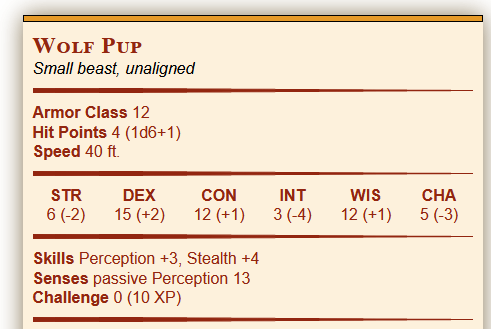 Wolf Pup
Small beast, unaligned
Armor Class 12
Hit Points 4 (1d6+1)
Speed 40 ft.
STR DEX CON INT WIS CHA
6 (-2) 15 (+2) 12 (+1) 3 (-4) 12 (+1) 5 (-3)
Skills Perception +3, Stealth +4
Senses passive Perception 13
Challenge 0 (10 XP)